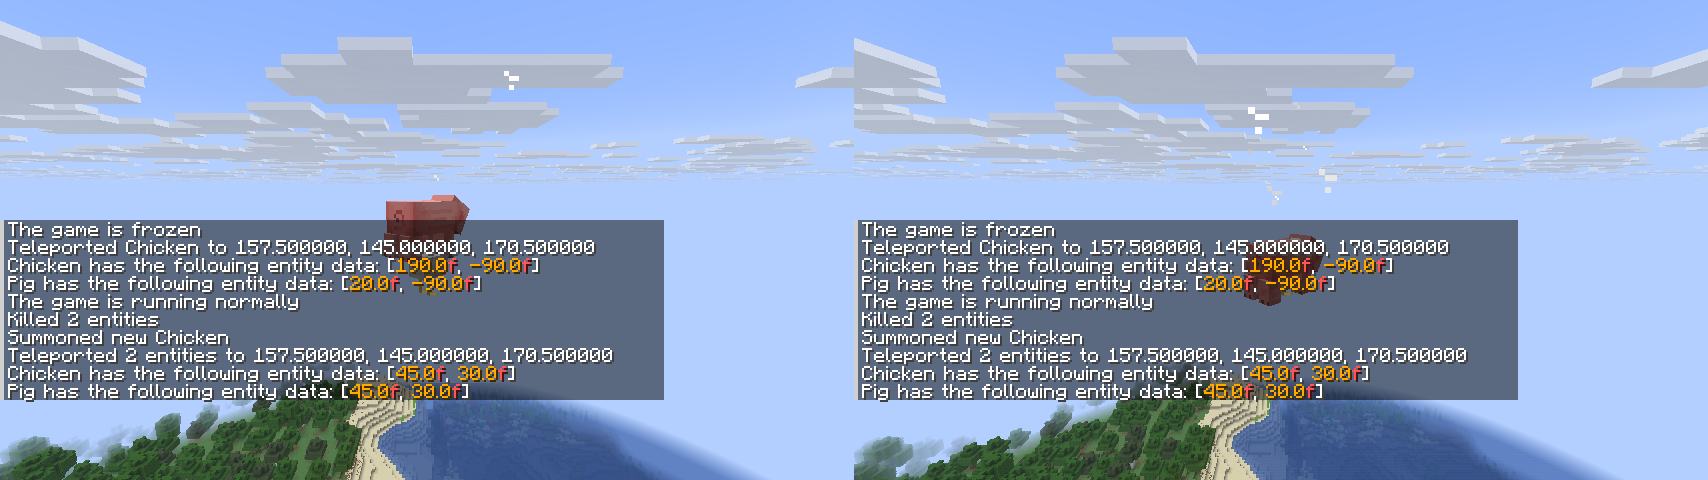 The game is frozen
Teleported Chicken to 157.500000, 145.000000, 170.500000
Chicken has the following entity data: [190.0f, -90.0f]
Pig has the following entity data: [20.0f, -90.0f]
The game is running normally
Killed 2 entities
Summoned new Chicken
Teleported 2 entities to 157.500000, 145.000000, 170.500000
Chicken has the following entity data: [45.0f, 30.0f]
Pig has the following entity data: [45.0f, 30.0f]
The game is frozen
Teleported Chicken to 157.500000, 145.000000, 170.500000
Chicken has the following entity data: [190.0f, -90.0f]
Pig has the following entity data: [20.0f, -90.0f]
The game is running normally
Killed 2 entities
Summoned new Chicken
Teleported 2 entities to 157.500000, 145.000000, 170.500000
Chicken has the following entity data: [45.0f, 30.0f]
Pig has the following entity data: [45.0f, 30.0f]